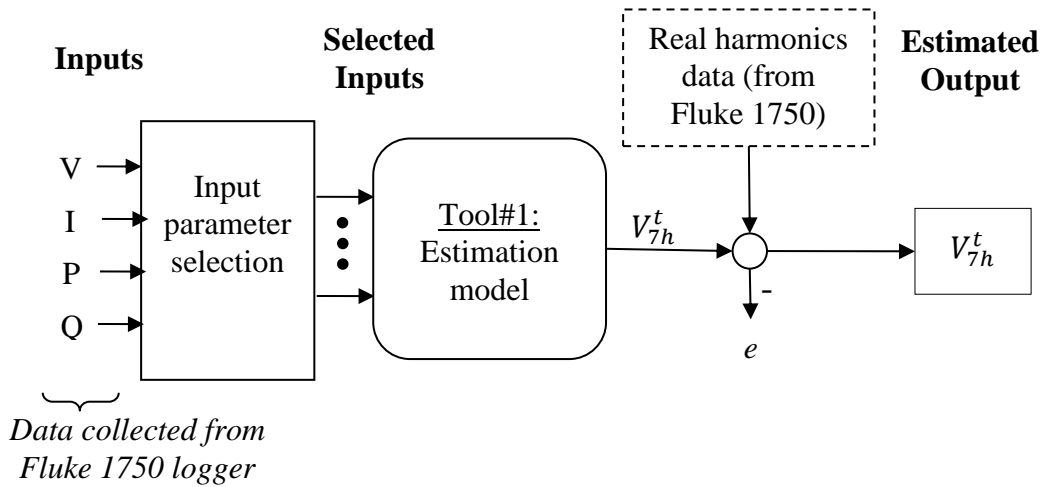 Inputs
Selected
Inputs
Real harmonics
data (from
Fluke 1750)
Estimated
Output
V
I
P
Q
Input
parameter
selection
Tool#1:
Estimation
model
V_{7h}^{t}
-
e
V_{7h}^{t}
Data collected from
Fluke 1750 logger